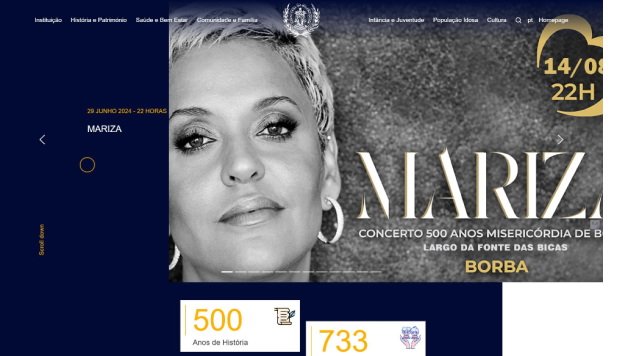 Instituição
História e Património
Saúde e Bem Estar
Comunidade e Família
Infância e Juventude
População Idosa
Cultura
pt
Homepage
14/08
22H
29 JUNHO 2024 - 22 HORAS
MARIZA
MARIZA
CONCERTO 500 ANOS MISERICÓRDIA DE BO
LARGO DA FONTE DAS BICAS
BORBA
Scroll down
500
Anos de História
733